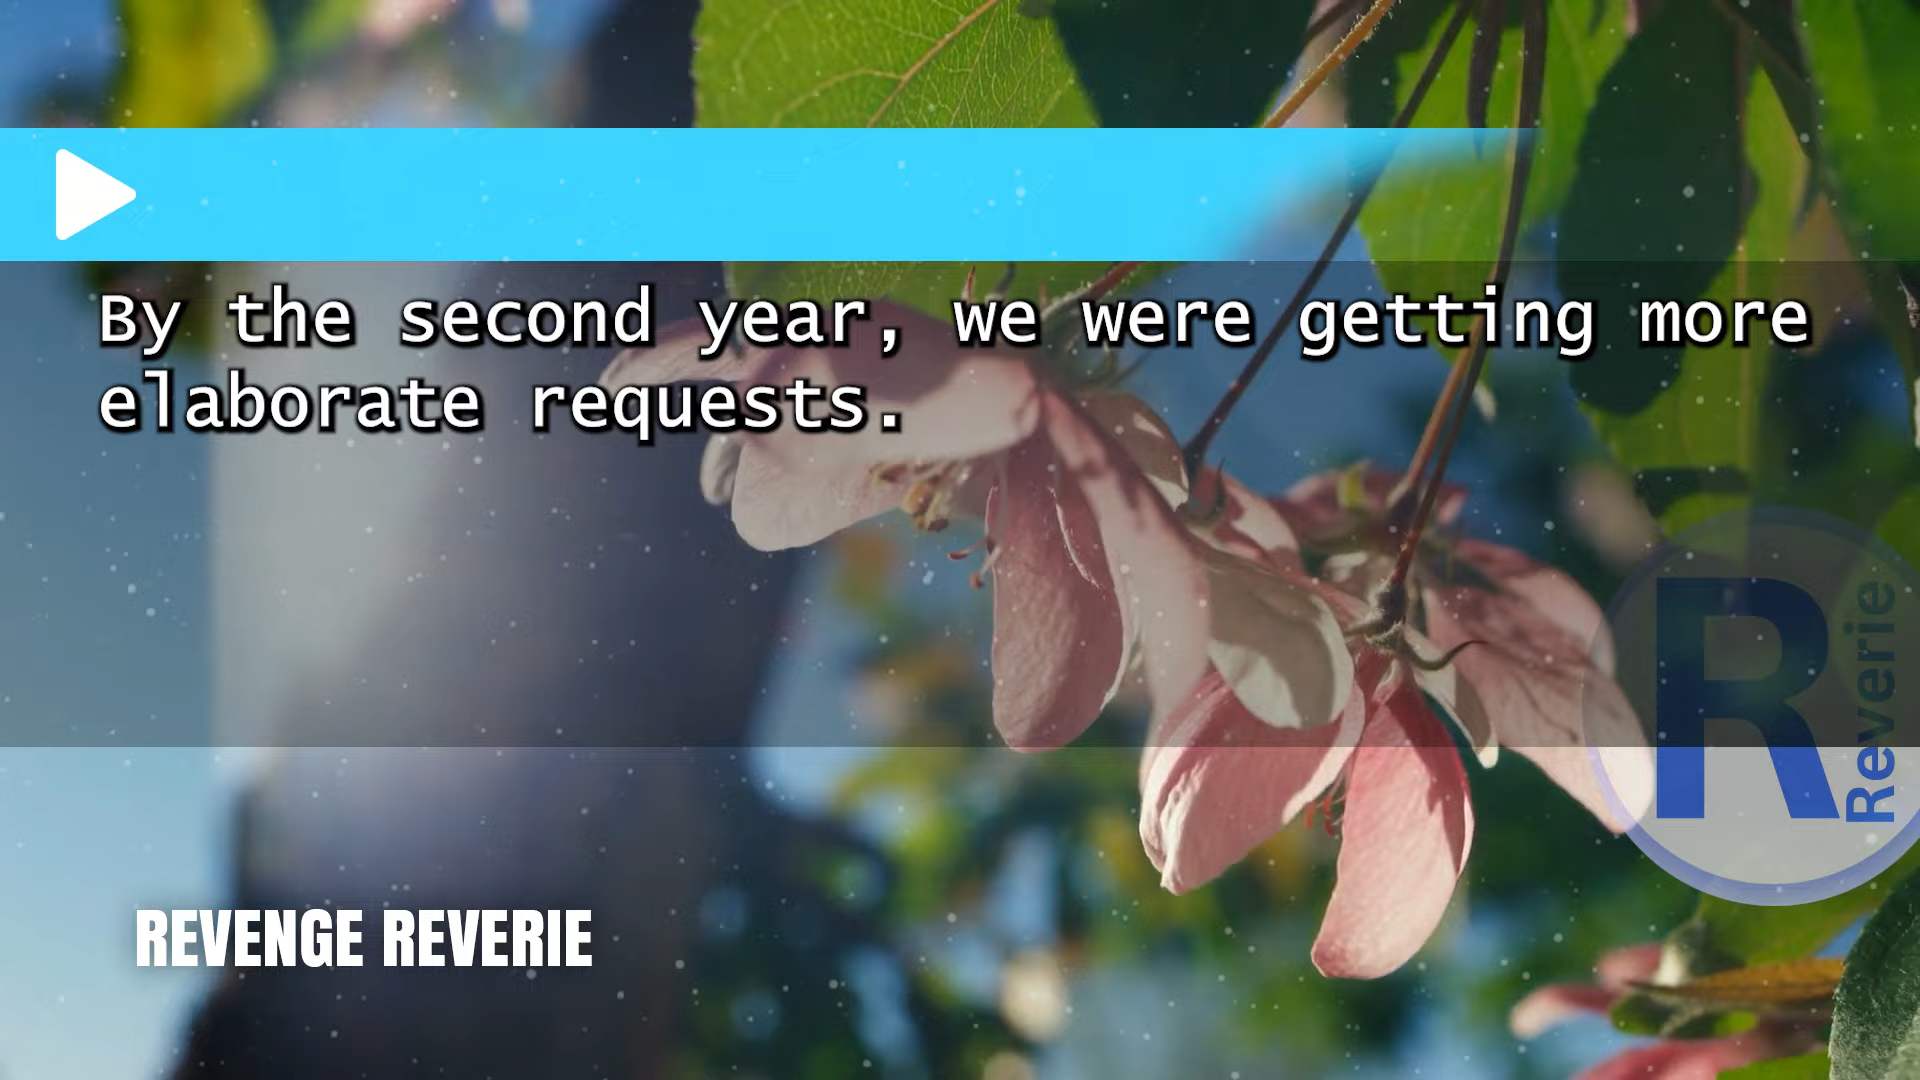 By the second year, we were getting more
elaborate requests.
R
Reverie
REVENGE REVERIE